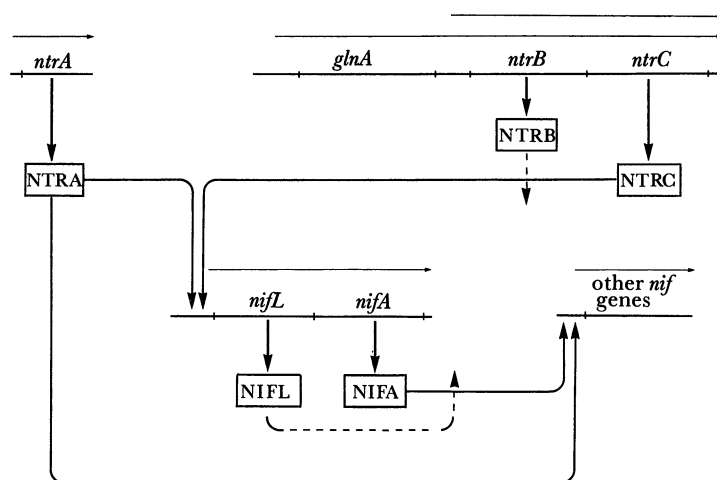 ntrA
glnA
ntrB
ntrC
NTRB
NTRA
NTRC
nifL
nifA
other nif
genes
NIFL
NIFA